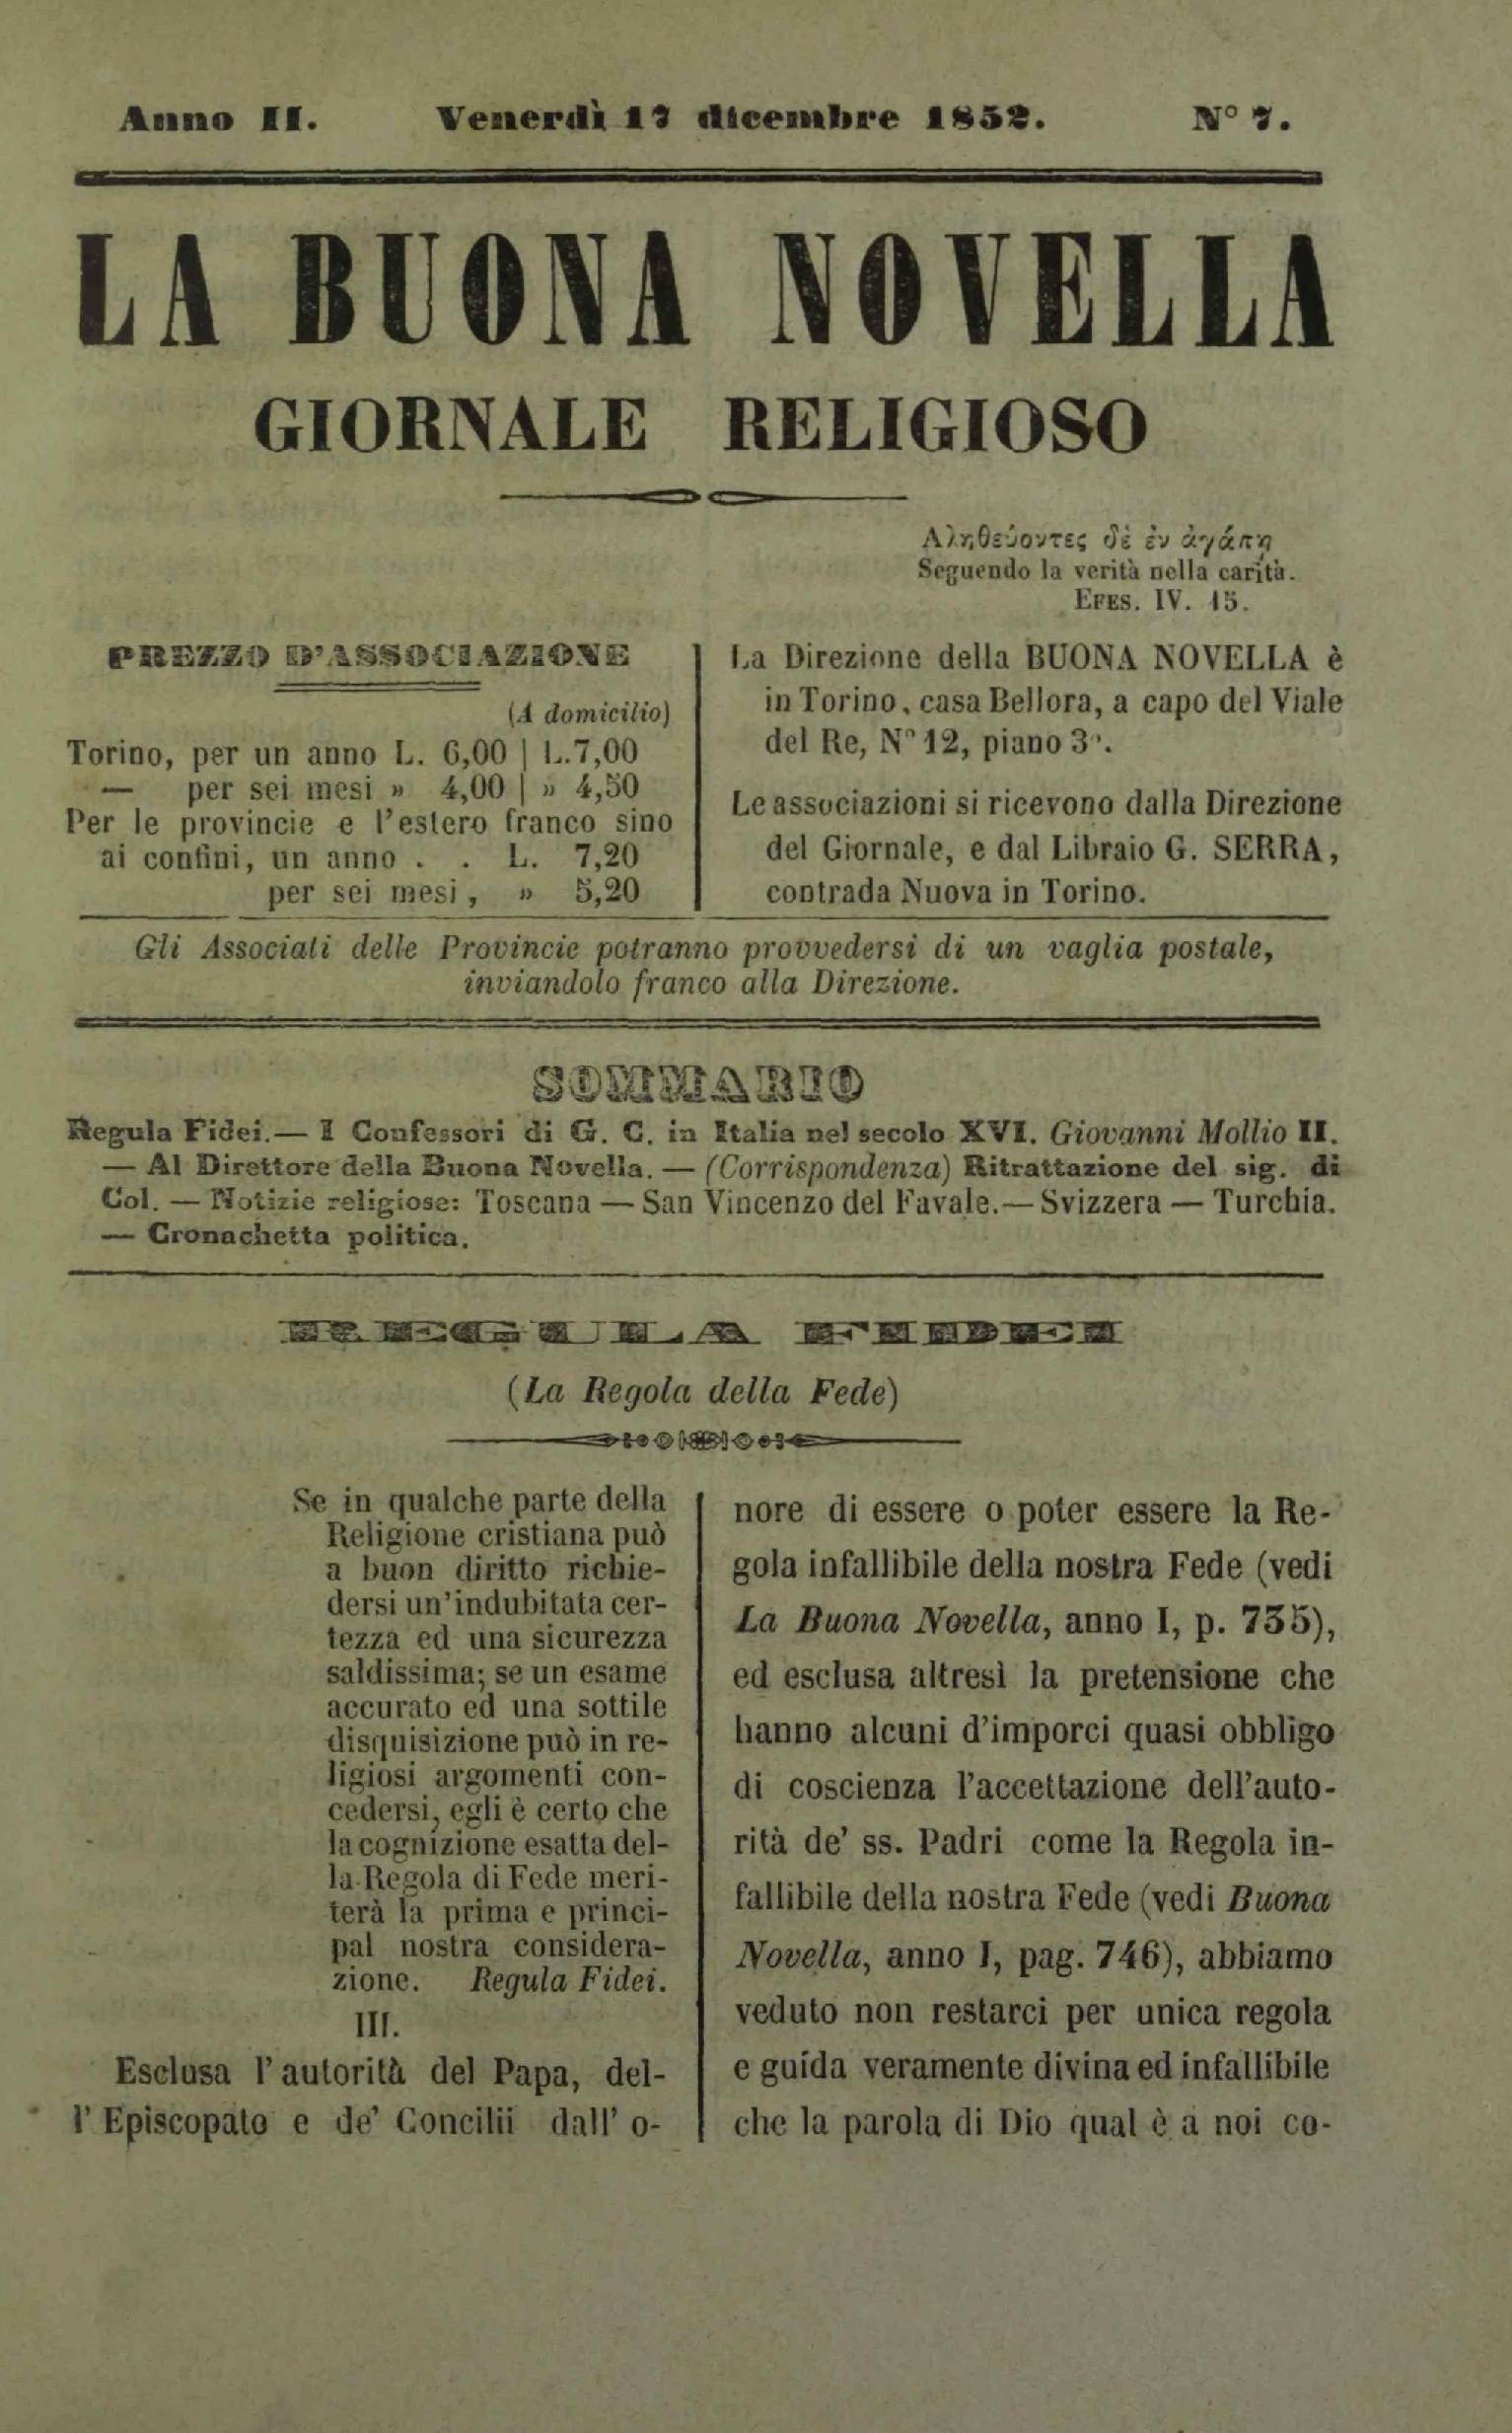 Anno II. Venerdì 17 dicembre 1852. N° 7.
LA BUONA NOVELLA
GIORNALE RELIGIOSO
Αληθεύοντες δὲ ἐν ἀγάπη
Seguendo la verità nella carità.
EFES. IV. 15.
PREZZO D'ASSOCIAZIONE
(A domicilio)
Torino, per un anno L. 6,00 | L.7,00
— per sei mesi » 4,00 | » 4,50
Per le provincie e l'estero franco sino
ai confini, un anno . . L. 7,20
per sei mesi, » 5,20
La Direzione della BUONA NOVELLA è
in Torino, casa Bellora, a capo del Viale
del Re, N° 12, piano 3°.
Le associazioni si ricevono dalla Direzione
del Giornale, e dal Libraio G. SERRA,
contrada Nuova in Torino.
Gli Associati delle Provincie potranno provvedersi di un vaglia postale,
inviandolo franco alla Direzione.
SOMMARIO
Regula Fidei.— I Confessori di G. C. in Italia nel secolo XVI. Giovanni Mollio II.
— Al Direttore della Buona Novella. — (Corrispondenza) Ritrattazione del sig. di
Col. — Notizie religiose: Toscana — San Vincenzo del Favale.— Svizzera — Turchia.
— Cronachetta politica.
REGULA FIDEI
(La Regola della Fede)
Se in qualche parte della
Religione cristiana può
a buon diritto richie-
dersi un'indubitata cer-
tezza ed una sicurezza
saldissima; se un esame
accurato ed una sottile
disquisizione può in re-
ligiosi argomenti con-
cedersi, egli è certo che
la cognizione esatta del-
la Regola di Fede meri-
terà la prima e princi-
pal nostra considera-
zione. Regula Fidei.
III.
Esclusa l'autorità del Papa, del-
l'Episcopato e de' Concilii dall' o-
nore di essere o poter essere la Re-
gola infallibile della nostra Fede (vedi
La Buona Novella, anno I, p. 735),
ed esclusa altresì la pretensione che
hanno alcuni d'imporci quasi obbligo
di coscienza l'accettazione dell'auto-
rità de' ss. Padri come la Regola in-
fallibile della nostra Fede (vedi Buona
Novella, anno I, pag. 746), abbiamo
veduto non restarci per unica regola
e guida veramente divina ed infallibile
che la parola di Dio qual è a noi co-